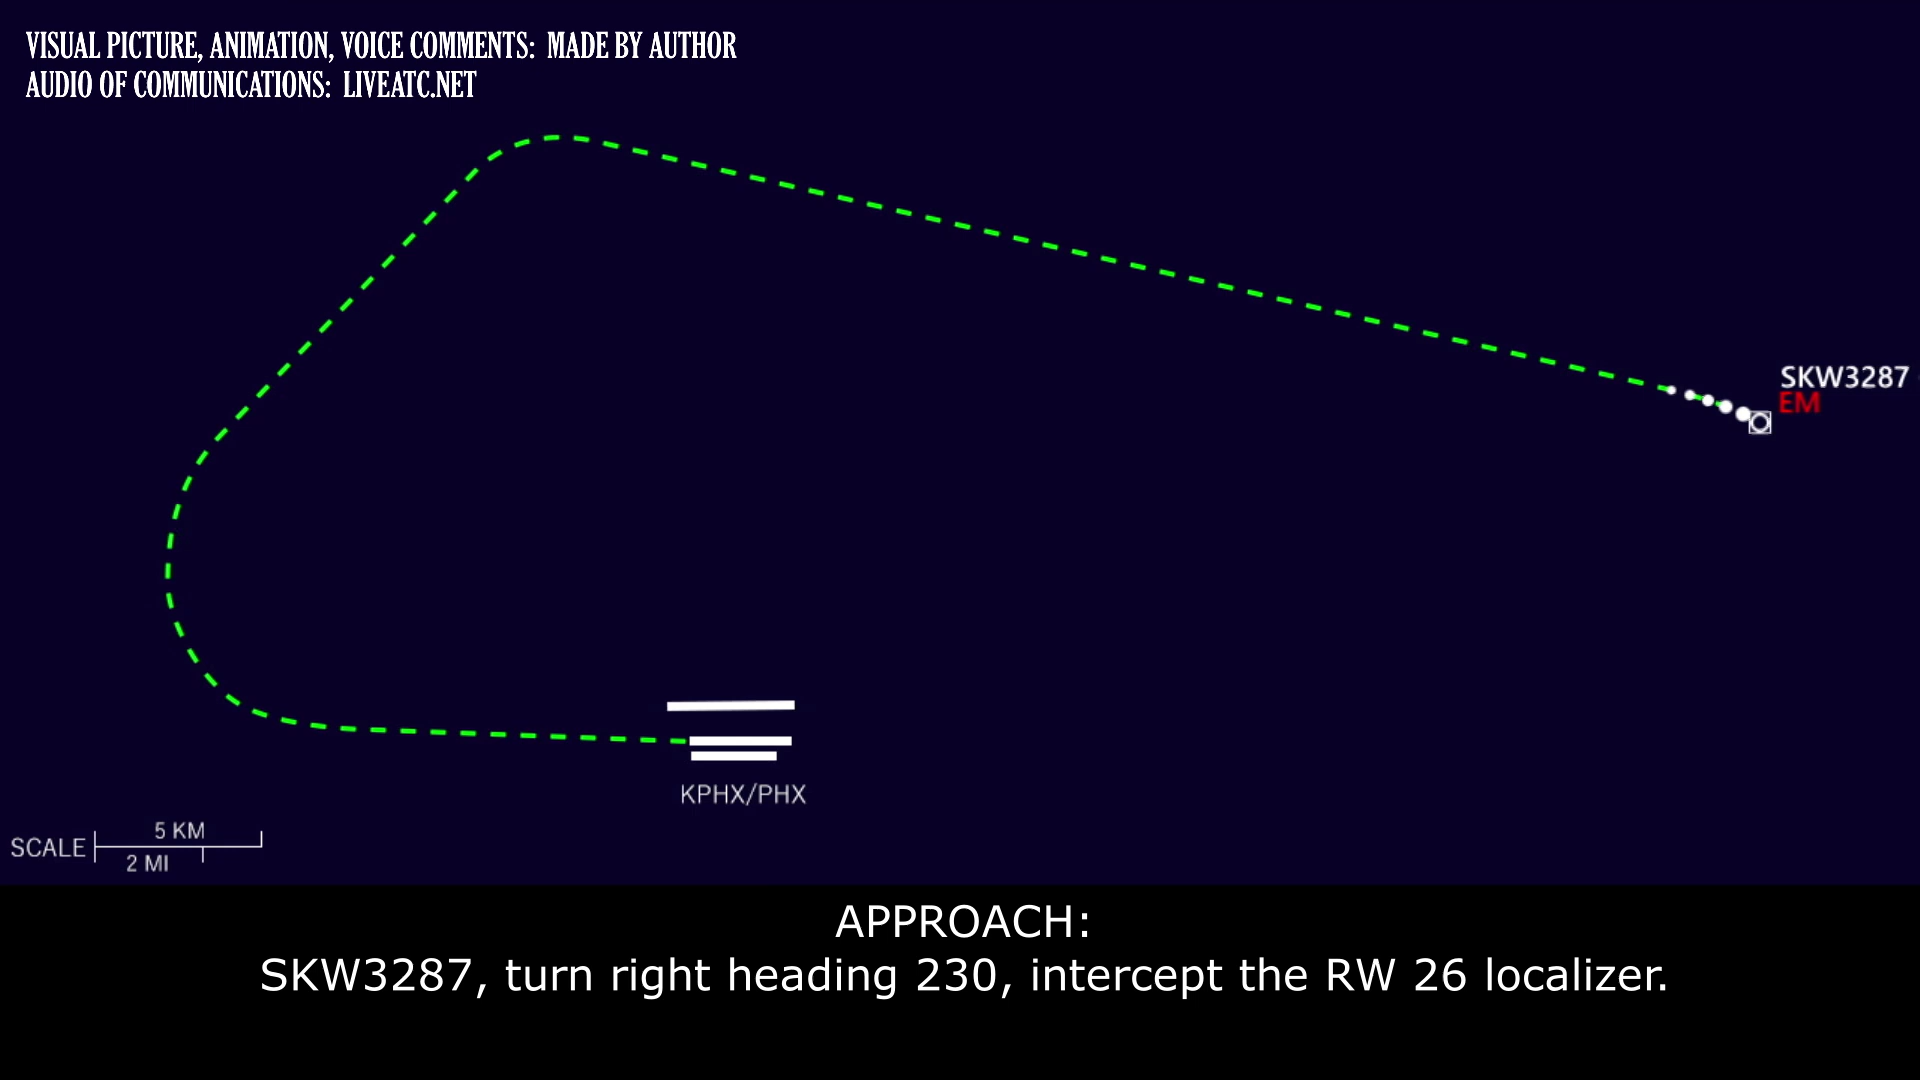 VISUAL PICTURE, ANIMATION, VOICE COMMENTS: MADE BY AUTHOR
AUDIO OF COMMUNICATIONS: LIVEATC.NET
SKW3287
EM
KPHX/PHX
5 KM
SCALE
2 MI
APPROACH:
SKW3287, turn right heading 230, intercept the RW 26 localizer.